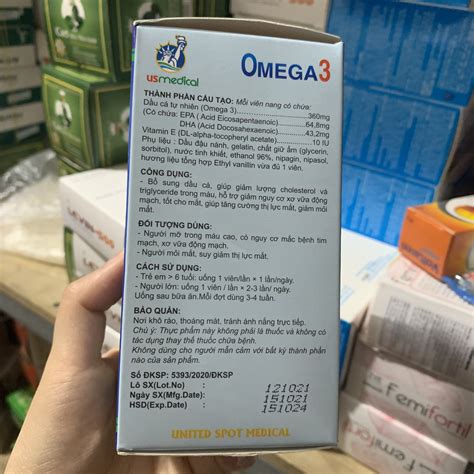 usmedical
OMEGA3
THÀNH PHẦN CẤU TẠO: Mỗi viên nang có chứa:
Dầu cá tự nhiên (Omega 3)............360mg
(Có chứa: EPA ( Acid Eicosapentaenoic)............64,8mg
DHA (Acid Docosahexaenoic)............43,2mg
Vitamin E (DL-alpha-tocopheryl acetate)............10 IU
Phụ liệu : Dầu đậu nành, gelatin, chất giữ ẩm (glycerin,
sorbitol), nước tinh khiết, ethanol 96%, nipagin, nipasol,
hương liệu tổng hợp Ethyl vanillin vừa đủ 1 viên.
CÔNG DỤNG:
- Bổ sung dầu cá, giúp giảm lượng cholesterol và
triglyceride trong máu, hỗ trợ giảm nguy cơ xơ vữa động
mạch, tốt cho mắt, giúp tăng cường thị lực mắt, giảm mỏi
mắt.
ĐỐI TƯỢNG DÙNG:
- Người mỡ trong máu cao, có nguy cơ mắc bệnh tim
mạch, xơ vữa động mạch.
- Người mỏi mắt, suy giảm thị lực mắt.
CÁCH SỬ DỤNG:
- Trẻ em > 6 tuổi: uống 1 viên/lần × 1 lần/ngày.
- Người lớn: uống 1 viên / lần × 2-3 lần/ ngày.
Uống sau bữa ăn.Mỗi đợt dùng 3-4 tuần.
BẢO QUẢN:
Nơi khô ráo, thoáng mát, tránh ánh nắng trực tiếp.
Chú ý: Thực phẩm này không phải là thuốc và không có
tác dụng thay thế thuốc chữa bệnh.
Không dùng cho người mẫn cảm với bất kỳ thành phần
nào của sản phẩm.
Số ĐKSP: 5393/2020/ĐKSP
Lô SX(Lot.No) : 121021
Ngày SX(Mfg.Date): 151021
HSD(Exp.Date) : 151024
UNITED SPOT MEDICAL
Femifortil